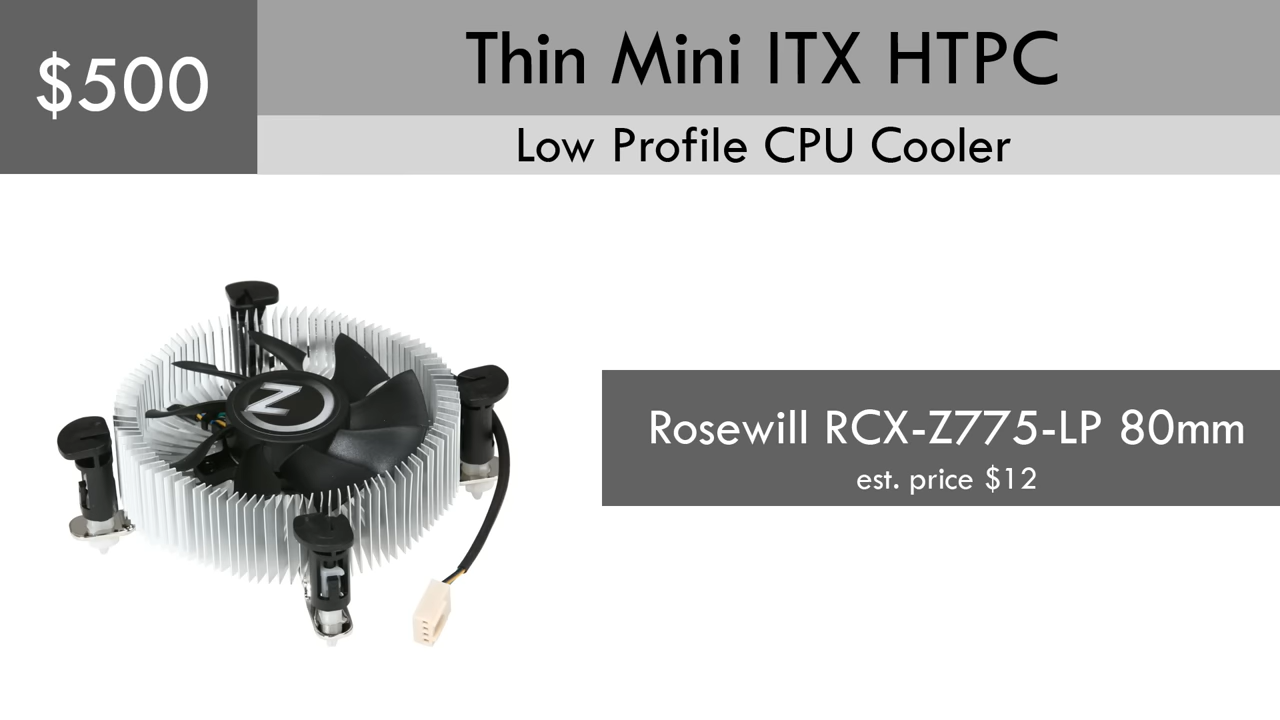 $500
Thin Mini ITX HTPC
Low Profile CPU Cooler
Z
Rosewill RCX-Z775-LP 80mm
est. price $12